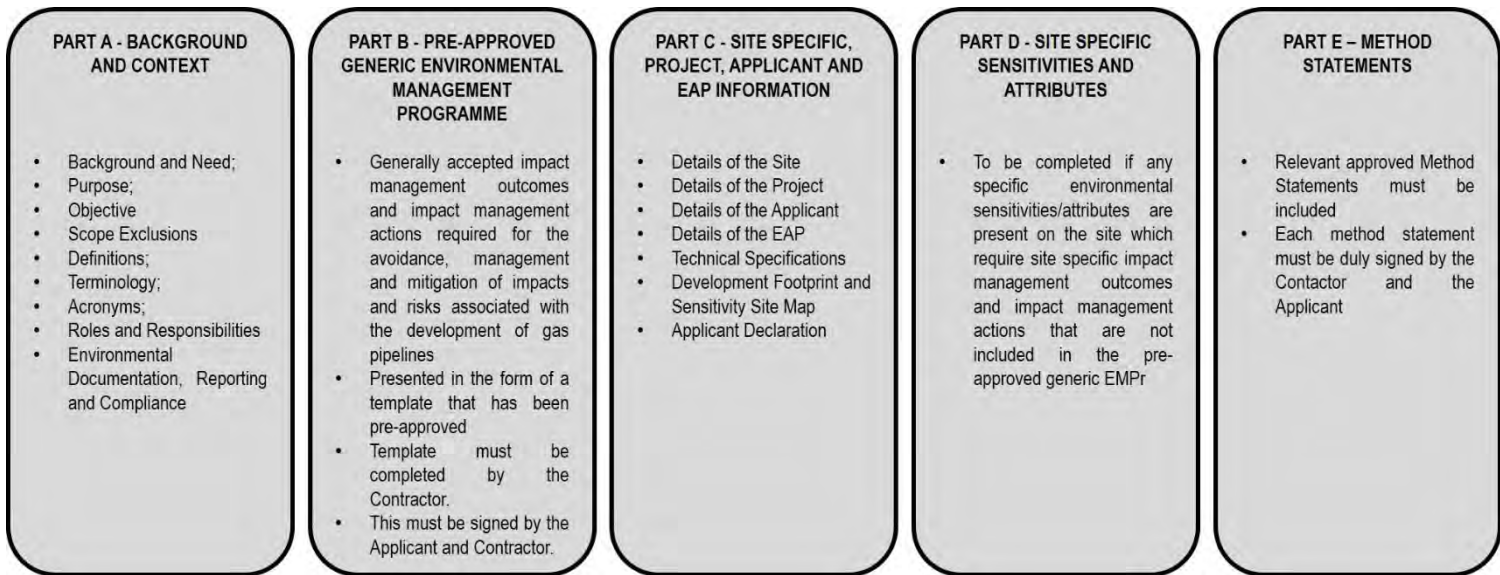 PART A - BACKGROUND
AND CONTEXT
• Background and Need;
• Purpose;
• Objective
• Scope Exclusions
• Definitions;
• Terminology;
• Acronyms;
• Roles and Responsibilities
• Environmental
Documentation, Reporting
and Compliance
PART B - PRE-APPROVED
GENERIC ENVIRONMENTAL
MANAGEMENT
PROGRAMME
• Generally accepted impact
management outcomes
and impact management
actions required for the
avoidance, management
and mitigation of impacts
and risks associated with
the development of gas
pipelines
• Presented in the form of a
template that has been
pre-approved
• Template must be
completed by the
Contractor.
• This must be signed by the
Applicant and Contractor.
PART C - SITE SPECIFIC,
PROJECT, APPLICANT AND
EAP INFORMATION
• Details of the Site
• Details of the Project
• Details of the Applicant
• Details of the EAP
• Technical Specifications
• Development Footprint and
Sensitivity Site Map
• Applicant Declaration
PART D - SITE SPECIFIC
SENSITIVITIES AND
ATTRIBUTES
• To be completed if any
specific environmental
sensitivities/attributes are
present on the site which
require site specific impact
management outcomes
and impact management
actions that are not
included in the pre-
approved generic EMPr
PART E – METHOD
STATEMENTS
• Relevant approved Method
Statements must be
included
• Each method statement
must be duly signed by the
Contactor and the
Applicant